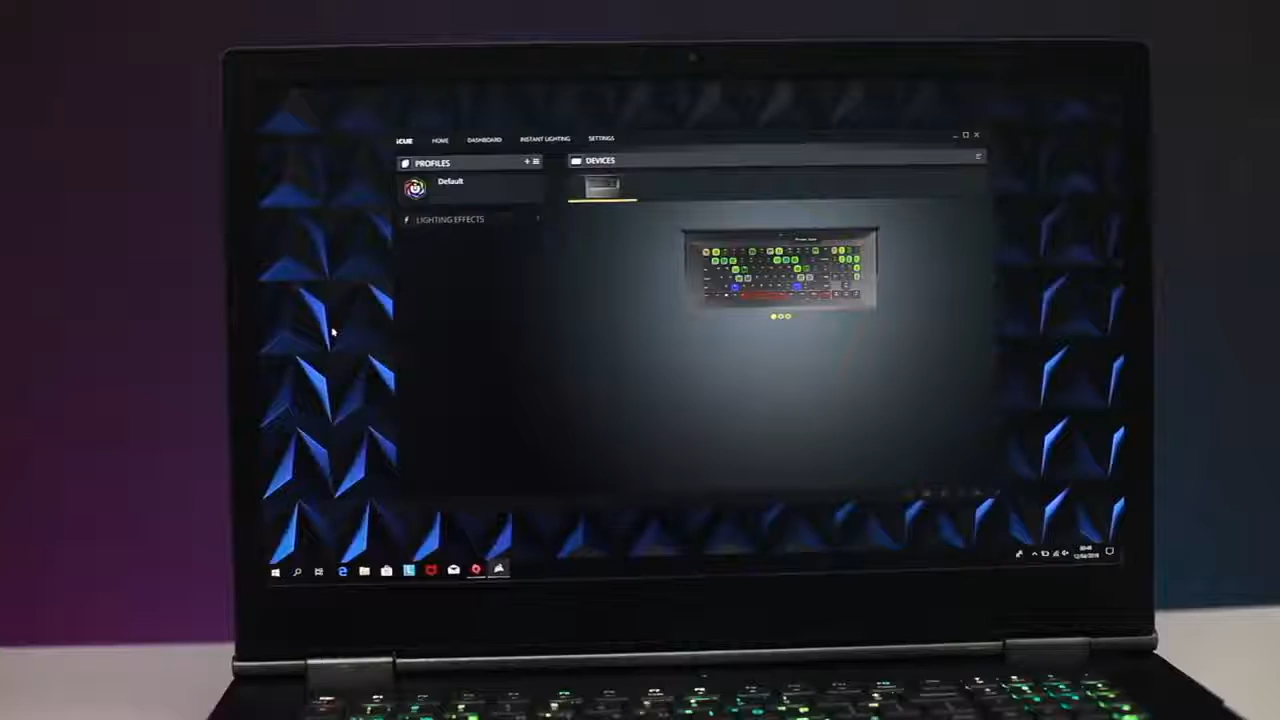 iCUE HOME DASHBOARD INSTANT LIGHTING SETTINGS
PROFILES
DEVICES
Default
LIGHTING EFFECTS